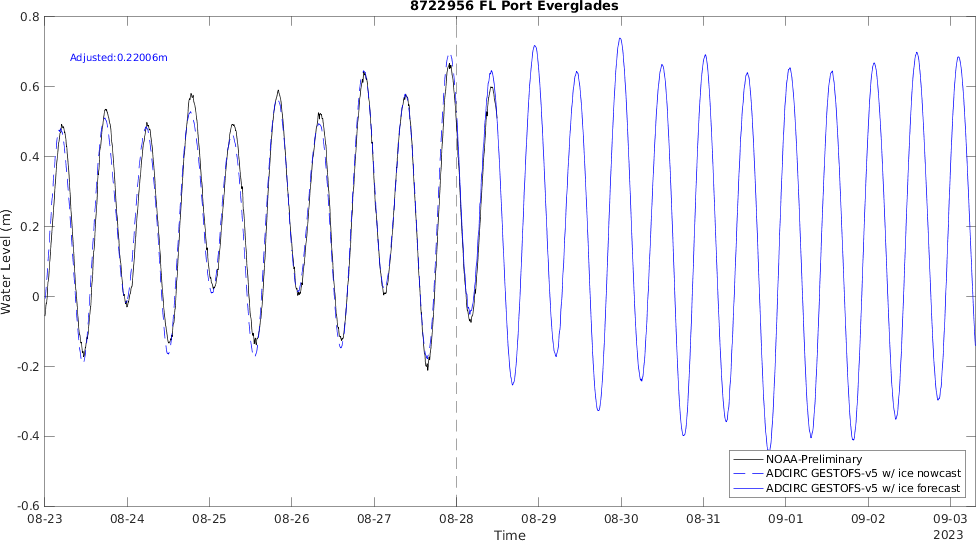 8722956 FL Port Everglades
Adjusted:0.22006m
Water Level (m)
0.8
0.6
0.4
0.2
0
-0.2
-0.4
-0.6
NOAA-Preliminary
ADCIRC GESTOFS-v5 w/ ice nowcast
ADCIRC GESTOFS-v5 w/ ice forecast
08-23 08-24 08-25 08-26 08-27 08-28 08-29 08-30 08-31 09-01 09-02 09-03
Time
2023